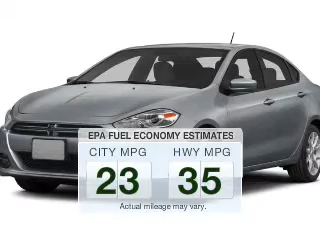 EPA FUEL ECONOMY ESTIMATES
CITY MPG HWY MPG
23 35
Actual mileage may vary.